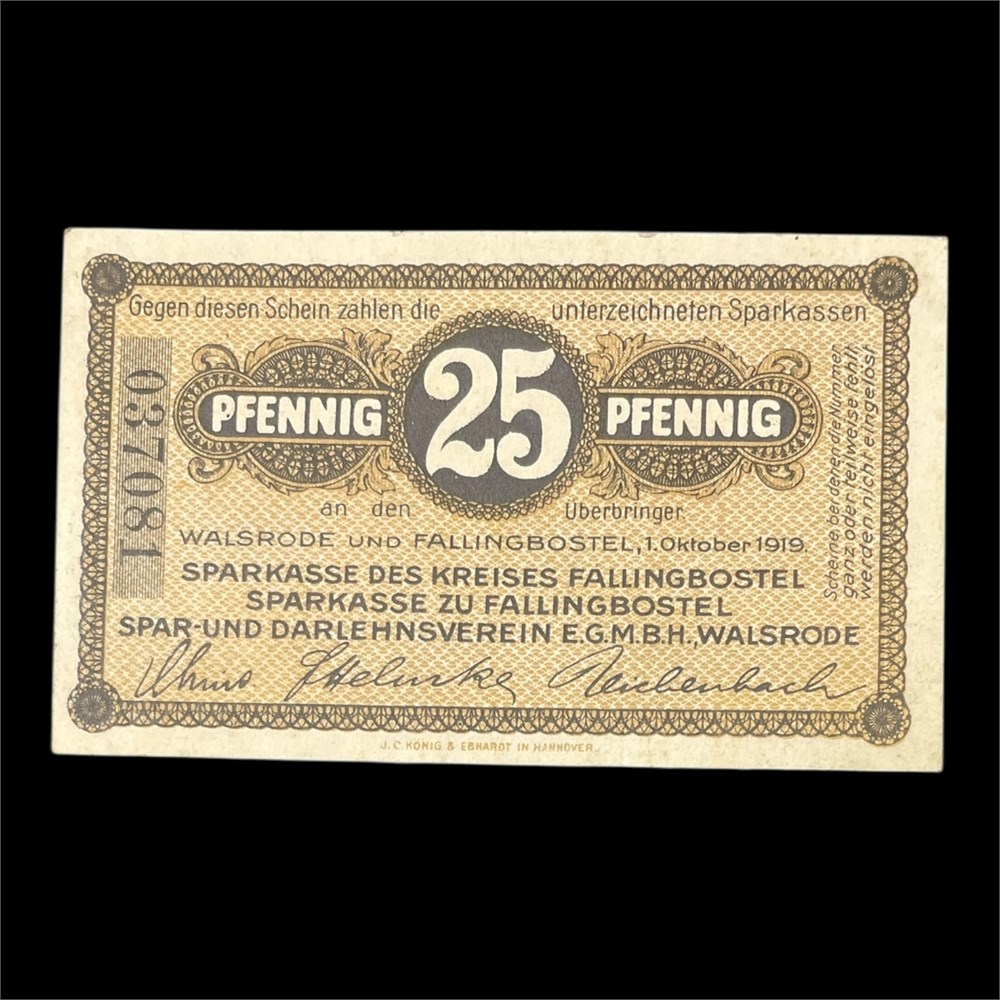 Gegen diesen Schein zahlen die unterzeichneten Sparkassen
PFENNIG 25 PFENNIG
an den Überbringer.
WALSRODE UND FALLINGBOSTEL, 1. Oktober 1919.
SPARKASSE DES KREISES FALLINGBOSTEL
SPARKASSE ZU FALLINGBOSTEL
SPAR-UND DARLEHNSVEREIN E.G.M.B.H., WALSRODE
Reichenbach
J. C. KÖNIG & EBHARDT IN HANNOVER.
037081
Scheine, bei denen die Nummer
ganz oder teilweise fehlt,
werden nicht eingelöst